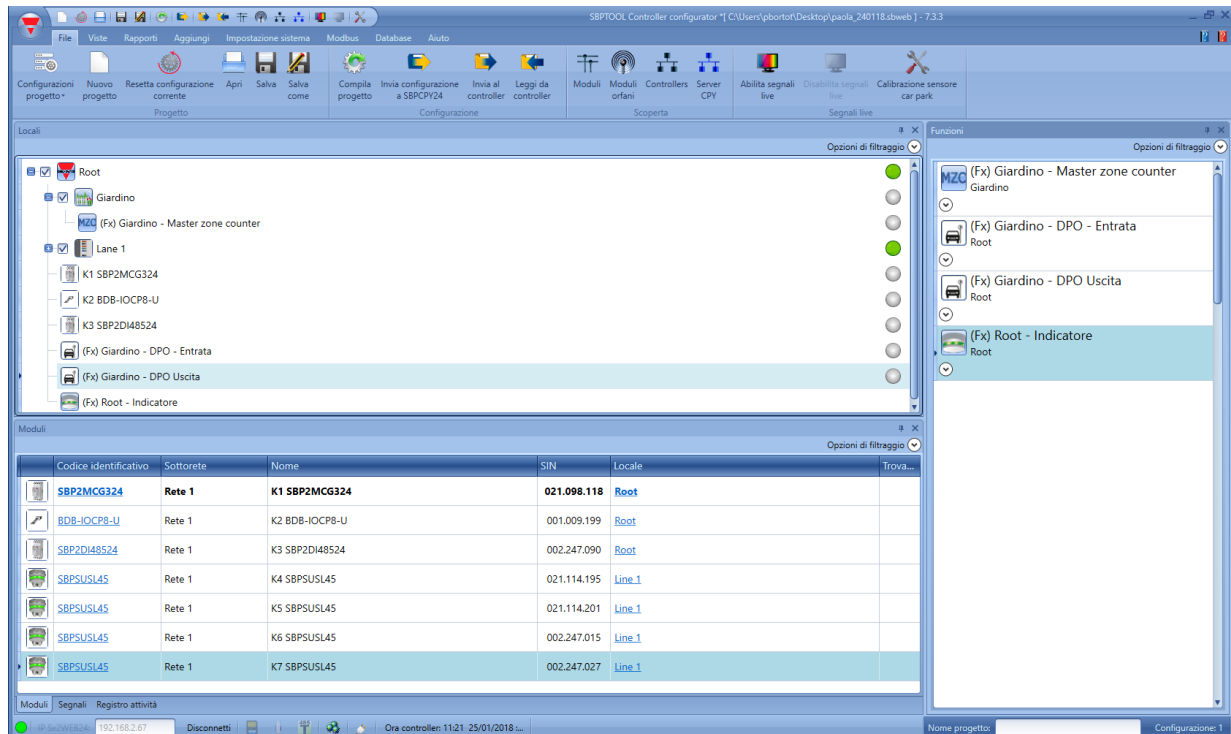 SBPTOOL Controller configurator *[ C:\Users\pbortot\Desktop\paola_240118.sbweb ] - 7.3.3
File Viste Rapporti Aggiungi Impostazione sistema Modbus Database Aiuto
Configurazioni progetto
Nuovo progetto
Resetta configurazione corrente
Apri
Salva
Salva come
Compila progetto
Invia configurazione a SBPCPY24
Invia al controller
Leggi da controller
Moduli
Moduli orfani
Controllers
Server CPY
Abilita segnali live
Disabilita segnali live
Calibrazione sensore car park
Progetto
Configurazione
Scoperta
Segnali live
Locali
Opzioni di filtraggio
Root
Giardino
MZC (Fx) Giardino - Master zone counter
Lane 1
K1 SBP2MCG324
K2 BDB-IOCP8-U
K3 SBP2DI48524
(Fx) Giardino - DPO - Entrata
(Fx) Giardino - DPO Uscita
(Fx) Root - Indicatore
Moduli
Opzioni di filtraggio
Codice identificativo Sottorete Nome SIN Locale Trova...
SBP2MCG324 Rete 1 K1 SBP2MCG324 021.098.118 Root
BDB-IOCP8-U Rete 1 K2 BDB-IOCP8-U 001.009.199 Root
SBP2DI48524 Rete 1 K3 SBP2DI48524 002.247.090 Root
SBPSUSL45 Rete 1 K4 SBPSUSL45 021.114.195 Line 1
SBPSUSL45 Rete 1 K5 SBPSUSL45 021.114.201 Line 1
SBPSUSL45 Rete 1 K6 SBPSUSL45 002.247.015 Line 1
SBPSUSL45 Rete 1 K7 SBPSUSL45 002.247.027 Line 1
Moduli Segnali Registro attività
IP Sx2WEB24: 192.168.2.67 Disconnetti Ora controller: 11:21 25/01/2018 :...
Funzioni
Opzioni di filtraggio
MZC (Fx) Giardino - Master zone counter
Giardino
(Fx) Giardino - DPO - Entrata
Root
(Fx) Giardino - DPO Uscita
Root
(Fx) Root - Indicatore
Root
Nome progetto: Configurazione: 1